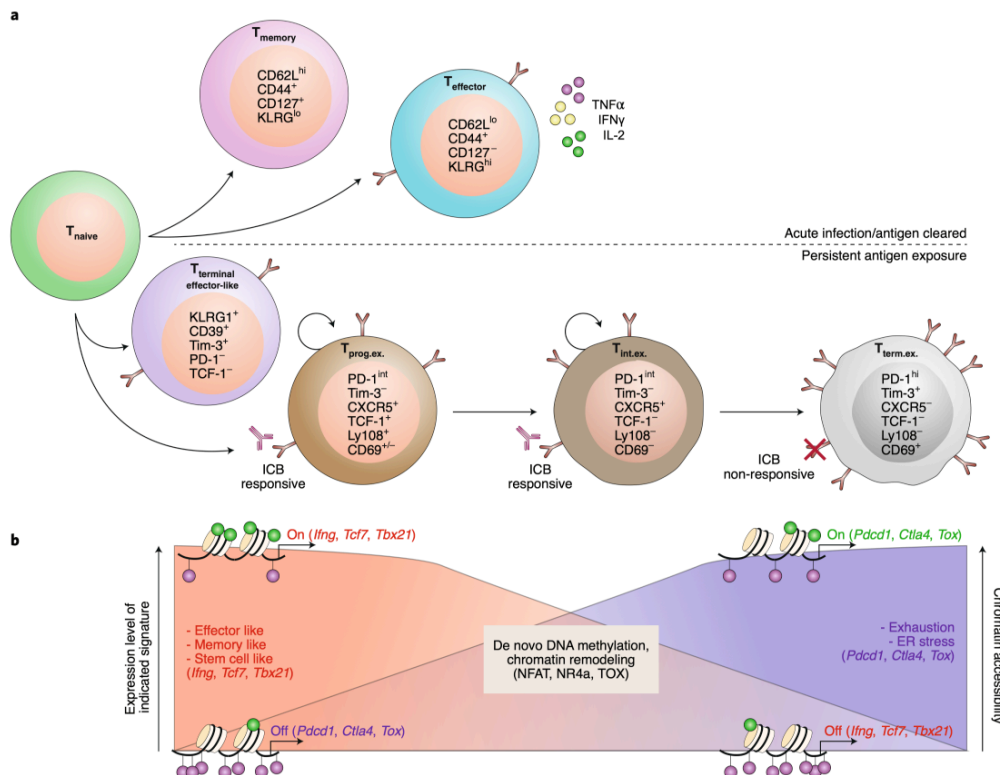 a
T memory
CD62L hi
CD44+
CD127+
KLRG lo
T effector
CD62L lo
CD44+
CD127−
KLRG hi
TNFα
IFNγ
IL-2
T naive
Acute infection/antigen cleared
Persistent antigen exposure
T terminal
effector-like
KLRG1+
CD39+
Tim-3+
PD-1−
TCF-1−
T prog.ex.
PD-1 int
Tim-3−
CXCR5+
TCF-1+
Ly108+
CD69+/−
T int.ex.
PD-1 int
Tim-3−
CXCR5+
TCF-1−
Ly108−
CD69−
T term.ex.
PD-1 hi
Tim-3+
CXCR5−
TCF-1−
Ly108−
CD69+
ICB
responsive
ICB
responsive
ICB
non-responsive
b
On (Ifng, Tcf7, Tbx21)
On (Pdcd1, Ctla4, Tox)
Expression level of
indicated signature
- Effector like
- Memory like
- Stem cell like
(Ifng, Tcf7, Tbx21)
De novo DNA methylation,
chromatin remodeling
(NFAT, NR4a, TOX)
- Exhaustion
- ER stress
(Pdcd1, Ctla4, Tox)
Chromatin accessibility
Off (Pdcd1, Ctla4, Tox)
Off (Ifng, Tcf7, Tbx21)